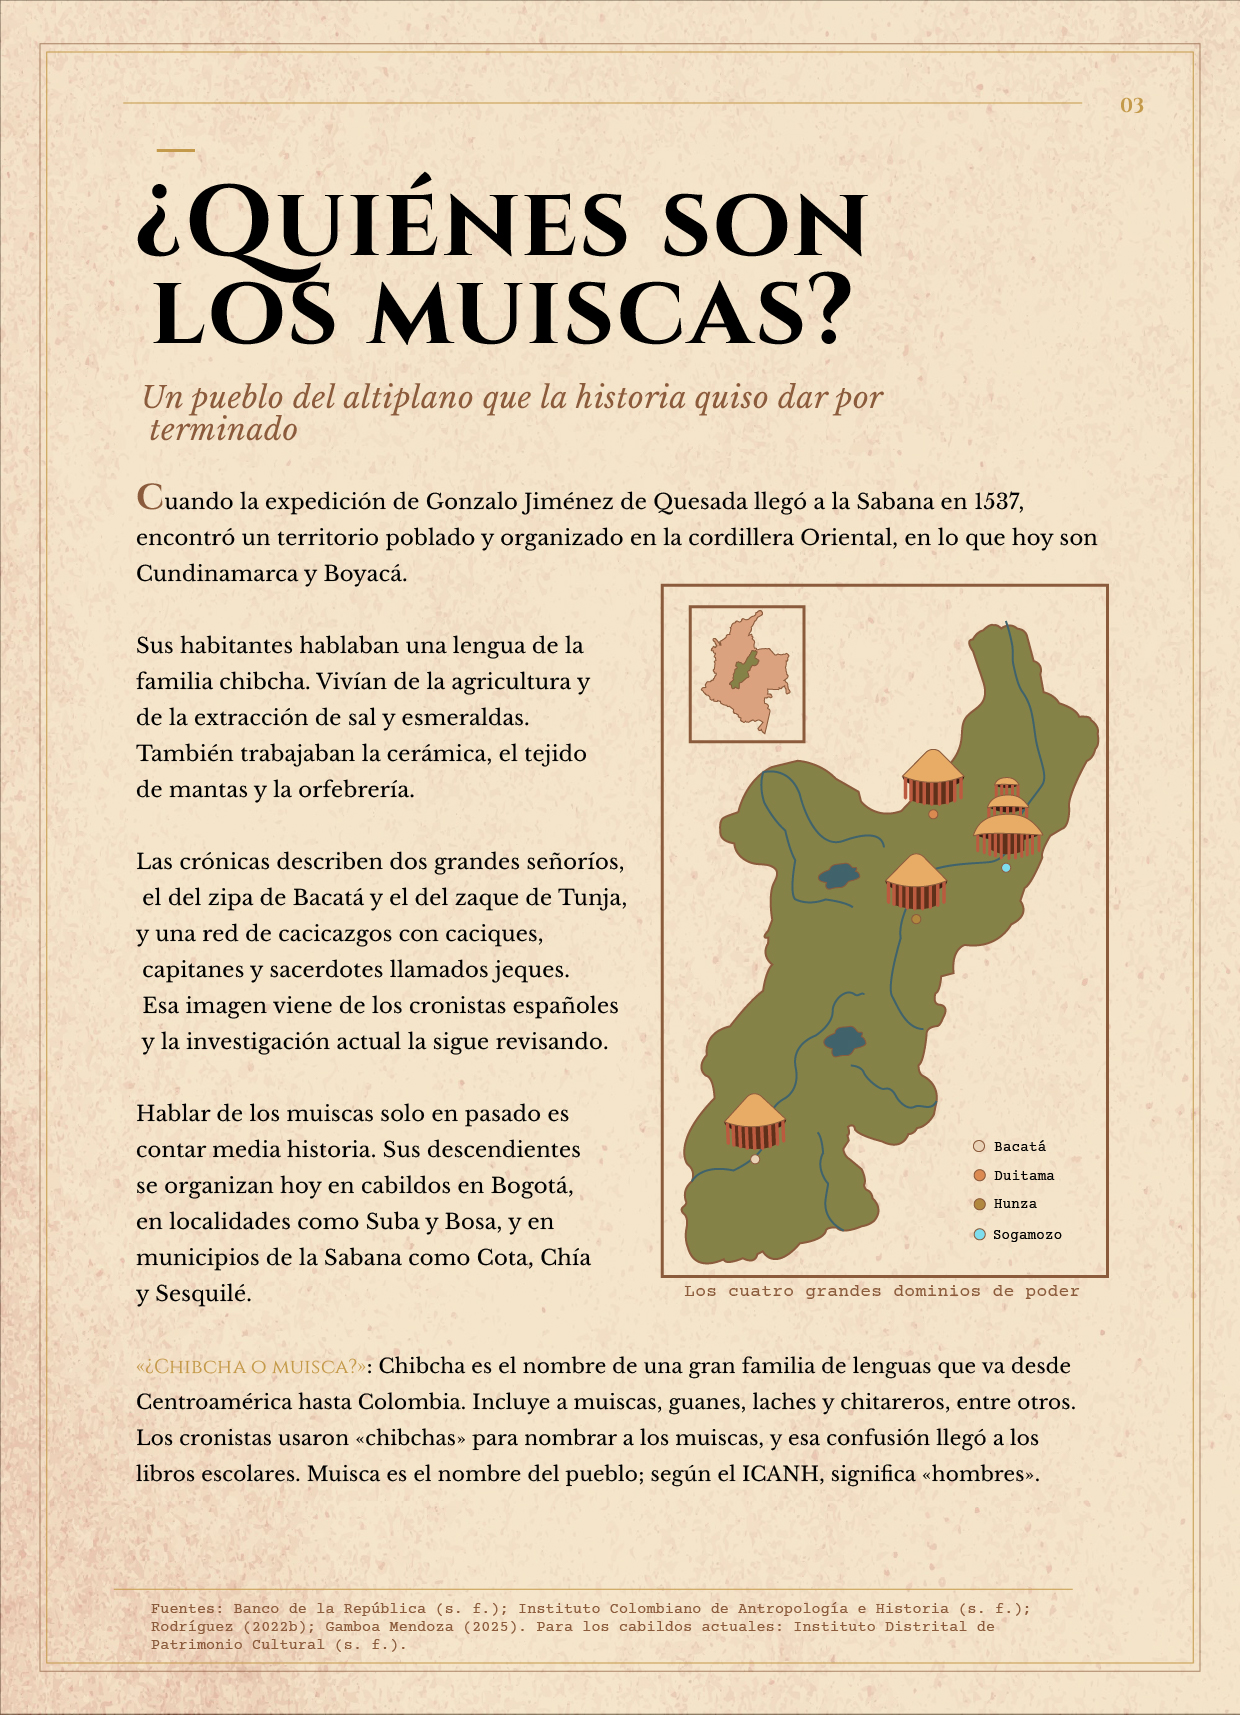 03
¿Quiénes son
los muiscas?
Un pueblo del altiplano que la historia quiso dar por
terminado
Cuando la expedición de Gonzalo Jiménez de Quesada llegó a la Sabana en 1537,
encontró un territorio poblado y organizado en la cordillera Oriental, en lo que hoy son
Cundinamarca y Boyacá.
Sus habitantes hablaban una lengua de la
familia chibcha. Vivían de la agricultura y
de la extracción de sal y esmeraldas.
También trabajaban la cerámica, el tejido
de mantas y la orfebrería.
Las crónicas describen dos grandes señoríos,
el del zipa de Bacatá y el del zaque de Tunja,
y una red de cacicazgos con caciques,
capitanes y sacerdotes llamados jeques.
Esa imagen viene de los cronistas españoles
y la investigación actual la sigue revisando.
Hablar de los muiscas solo en pasado es
contar media historia. Sus descendientes
se organizan hoy en cabildos en Bogotá,
en localidades como Suba y Bosa, y en
municipios de la Sabana como Cota, Chía
y Sesquilé.
Bacatá
Duitama
Hunza
Sogamozo
Los cuatro grandes dominios de poder
«¿Chibcha o muisca?»: Chibcha es el nombre de una gran familia de lenguas que va desde
Centroamérica hasta Colombia. Incluye a muiscas, guanes, laches y chitareros, entre otros.
Los cronistas usaron «chibchas» para nombrar a los muiscas, y esa confusión llegó a los
libros escolares. Muisca es el nombre del pueblo; según el ICANH, significa «hombres».
Fuentes: Banco de la República (s. f.); Instituto Colombiano de Antropología e Historia (s. f.);
Rodríguez (2022b); Gamboa Mendoza (2025). Para los cabildos actuales: Instituto Distrital de
Patrimonio Cultural (s. f.).